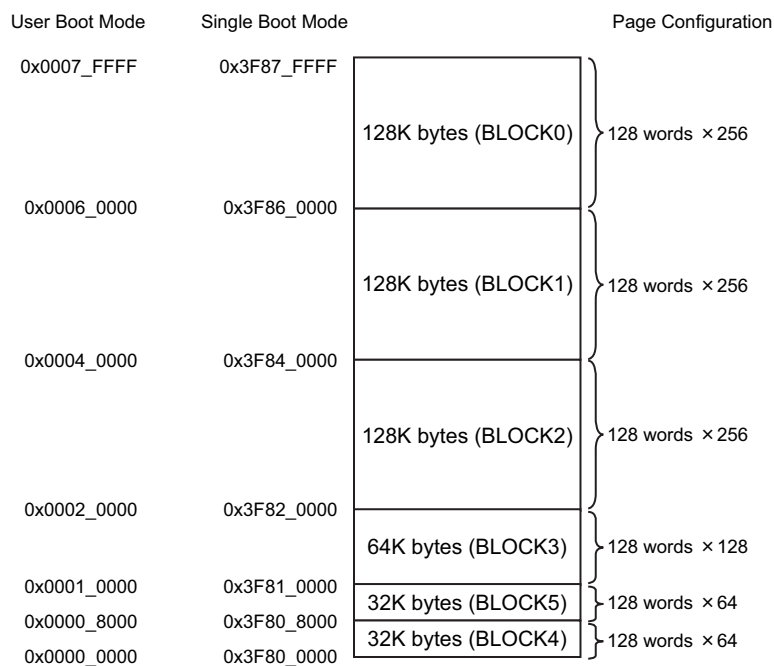 User Boot Mode Single Boot Mode Page Configuration
0x0007_FFFF 0x3F87_FFFF
128K bytes (BLOCK0) 128 words ×256
0x0006_0000 0x3F86_0000
128K bytes (BLOCK1) 128 words ×256
0x0004_0000 0x3F84_0000
128K bytes (BLOCK2) 128 words ×256
0x0002_0000 0x3F82_0000
64K bytes (BLOCK3) 128 words ×128
0x0001_0000 0x3F81_0000
32K bytes (BLOCK5) 128 words ×64
0x0000_8000 0x3F80_8000
32K bytes (BLOCK4) 128 words ×64
0x0000_0000 0x3F80_0000